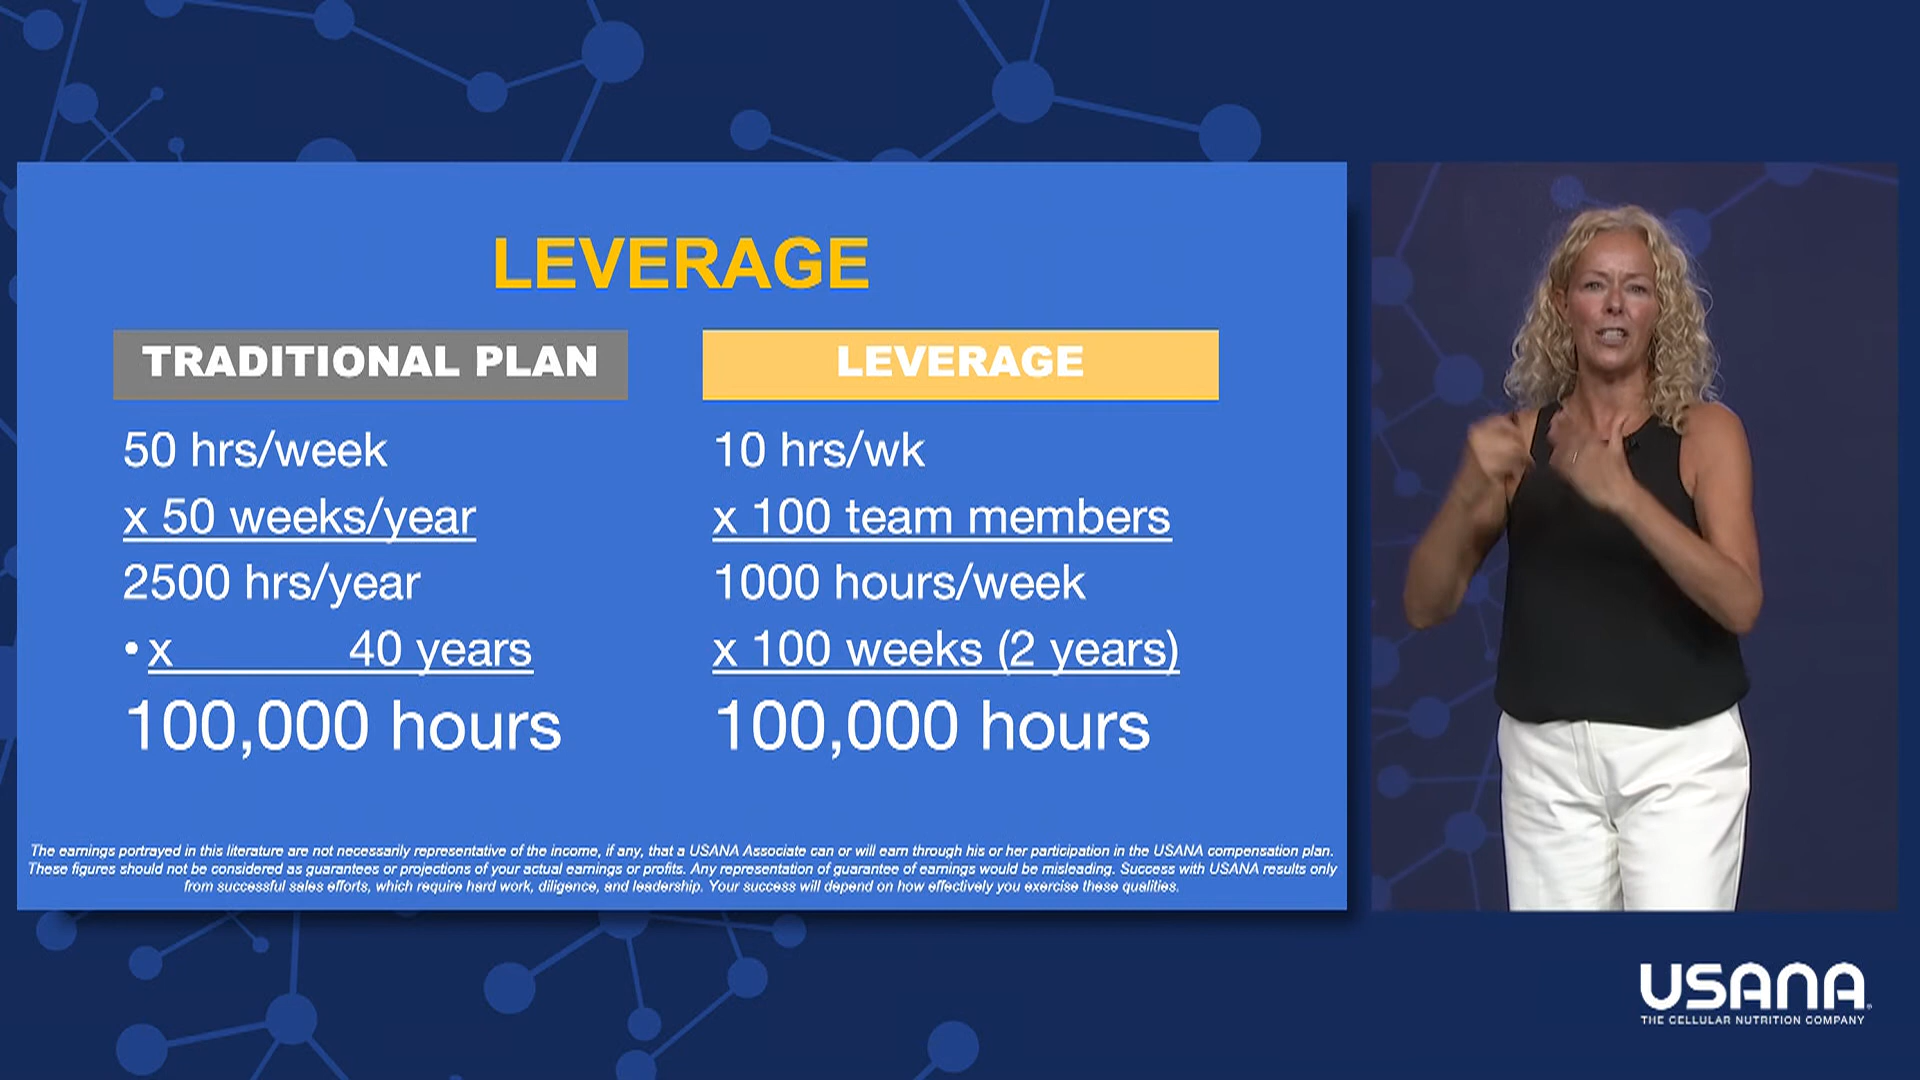 LEVERAGE
TRADITIONAL PLAN
50 hrs/week
x 50 weeks/year
2500 hrs/year
• x 40 years
100,000 hours
LEVERAGE
10 hrs/wk
x 100 team members
1000 hours/week
x 100 weeks (2 years)
100,000 hours
The earnings portrayed in this literature are not necessarily representative of the income, if any, that a USANA Associate can or will earn through his or her participation in the USANA compensation plan.
These figures should not be considered as guarantees or projections of your actual earnings or profits. Any representation of guarantee of earnings would be misleading. Success with USANA results only
from successful sales efforts, which require hard work, diligence, and leadership. Your success will depend on how effectively you exercise these qualities.
USANA
THE CELLULAR NUTRITION COMPANY